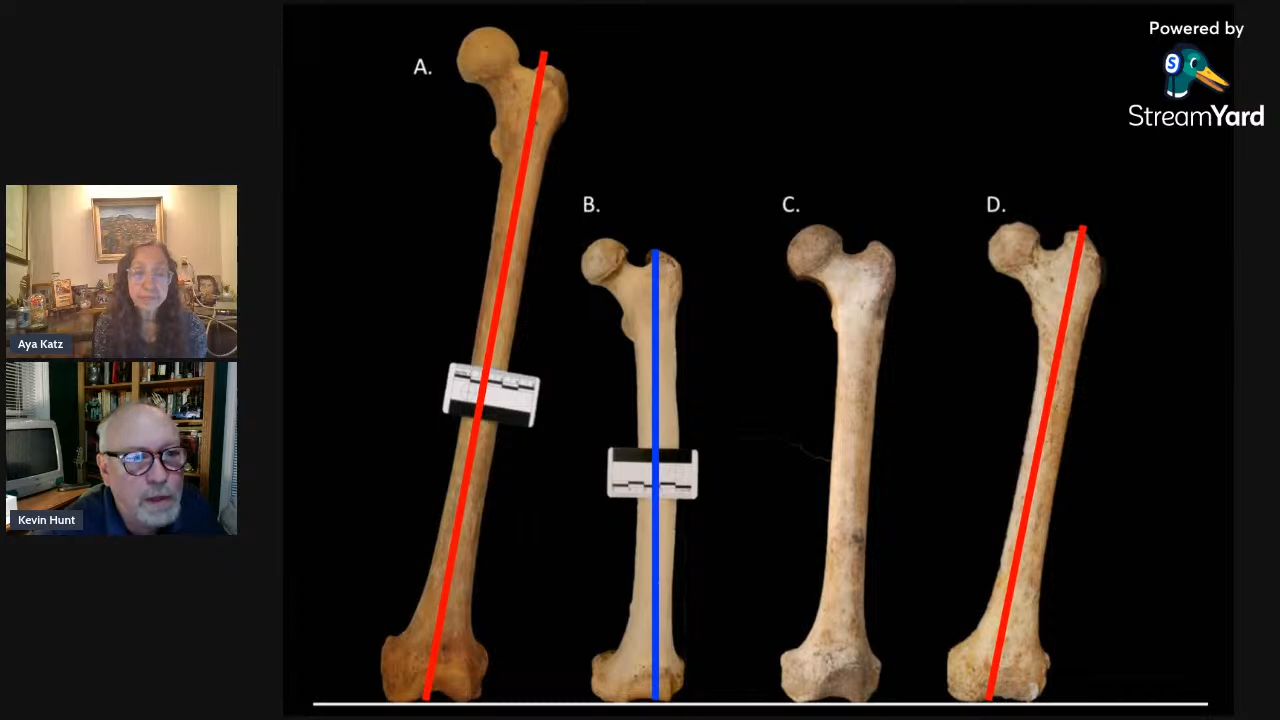 Powered by
S
StreamYard
A.
B.
C.
D.
Aya Katz
Kevin Hunt